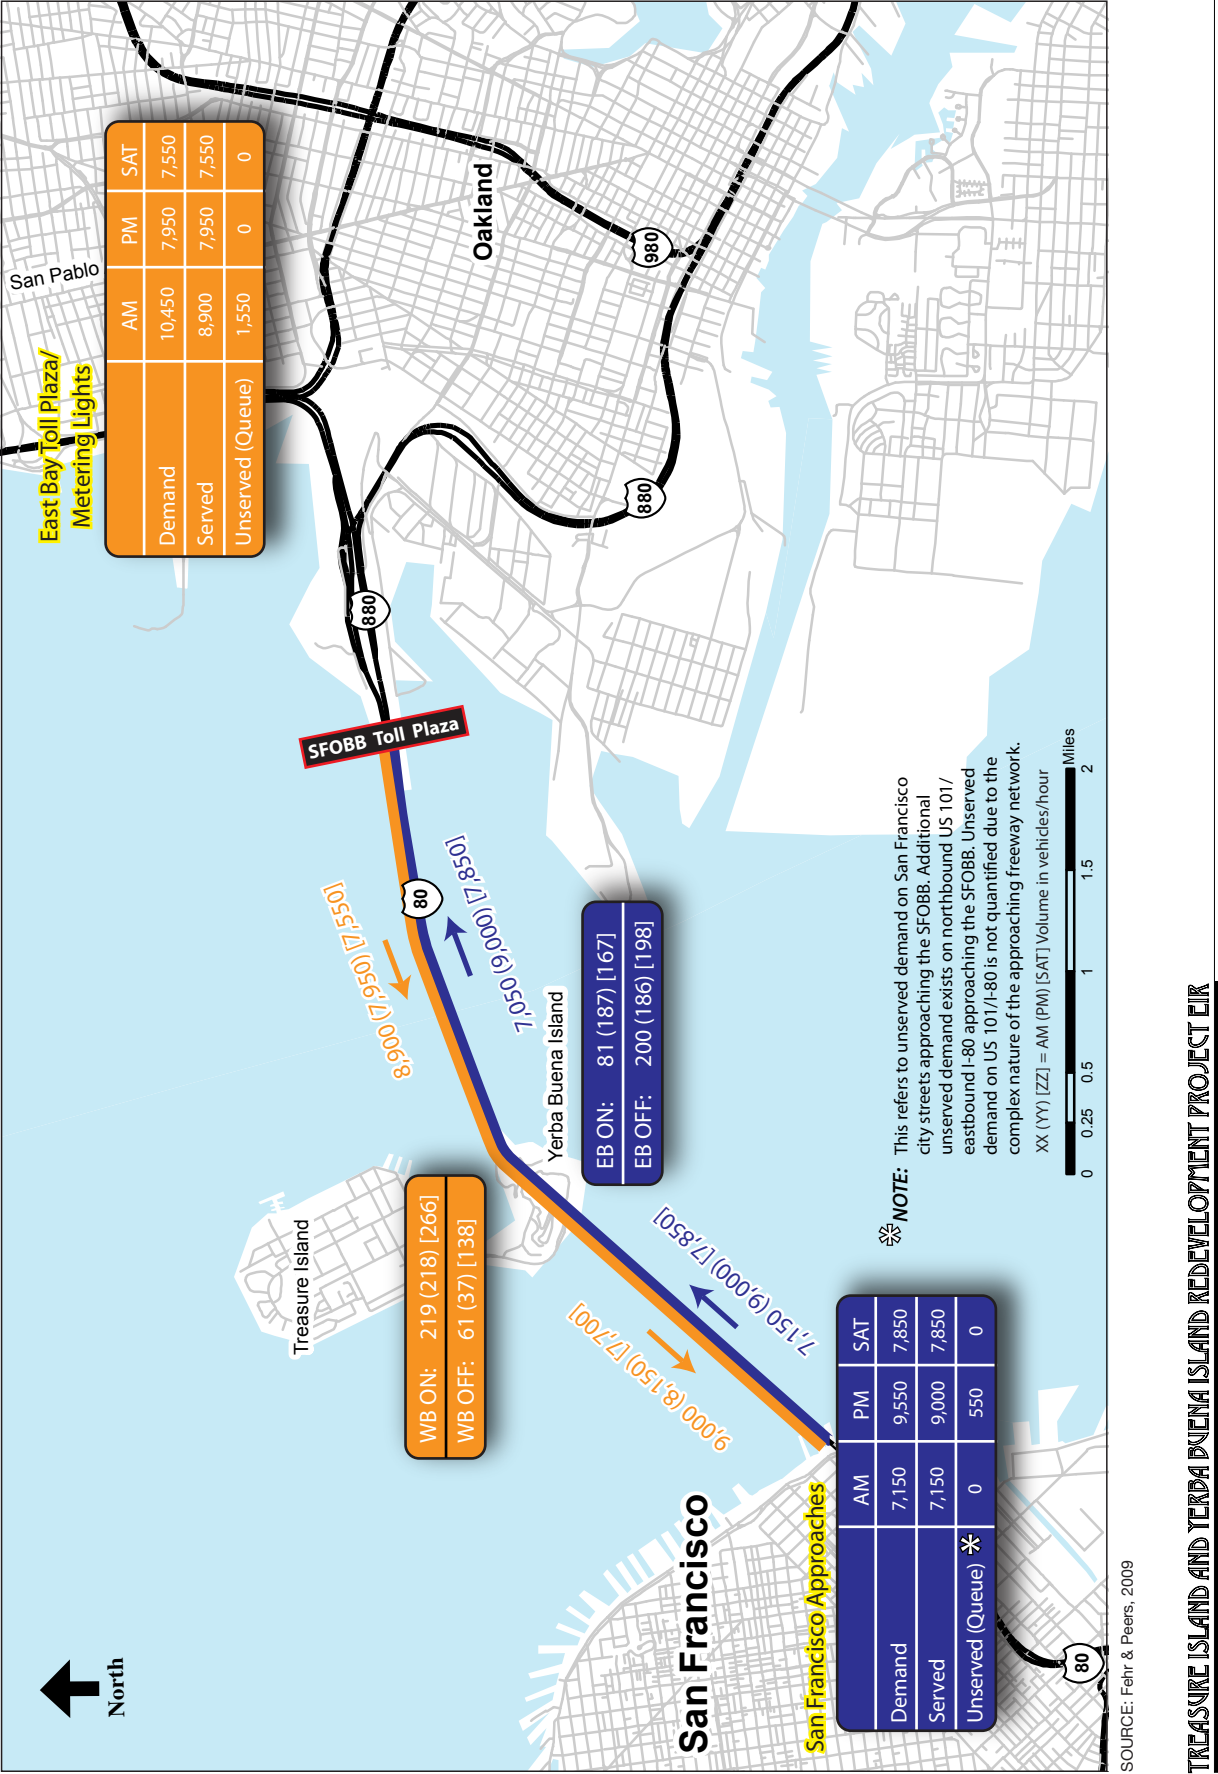 East Bay Toll Plaza/
Metering Lights
AM PM SAT
Demand 10,450 7,950 7,550
Served 8,900 7,950 7,550
Unserved (Queue) 1,550 0 0
San Pablo
Oakland
980
880
880
SFOBB Toll Plaza
80
8,900 (7,950) [7,550]
7,050 (9,000) [7,850]
Treasure Island
WB ON: 219 (218) [266]
WB OFF: 61 (37) [138]
Yerba Buena Island
EB ON: 81 (187) [167]
EB OFF: 200 (186) [198]
9,000 (8,150) [7,700]
7,150 (9,000) [7,850]
North
San Francisco
San Francisco Approaches
AM PM SAT
Demand 7,150 9,550 7,850
Served 7,150 9,000 7,850
Unserved (Queue) * 0 550 0
80
* NOTE: This refers to unserved demand on San Francisco
city streets approaching the SFOBB. Additional
unserved demand exists on northbound US 101/
eastbound I-80 approaching the SFOBB. Unserved
demand on US 101/I-80 is not quantified due to the
complex nature of the approaching freeway network.
XX (YY) [ZZ] = AM (PM) [SAT] Volume in vehicles/hour
0 0.25 0.5 1 1.5 2
Miles
SOURCE: Fehr & Peers, 2009
TREASURE ISLAND AND YERBA BUENA ISLAND REDEVELOPMENT PROJECT EIR